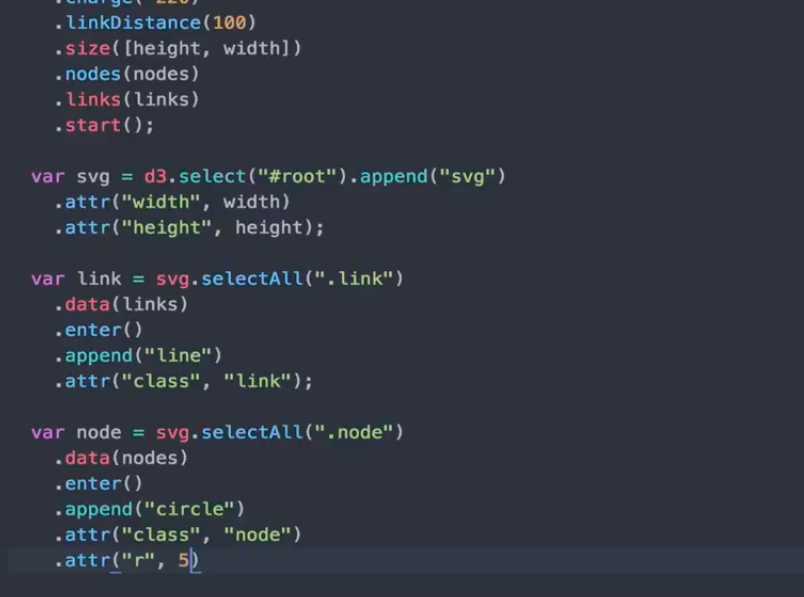 .linkDistance(100)
.size([height, width])
.nodes(nodes)
.links(links)
.start();
var svg = d3.select("#root").append("svg")
.attr("width", width)
.attr("height", height);
var link = svg.selectAll(".link")
.data(links)
.enter()
.append("line")
.attr("class", "link");
var node = svg.selectAll(".node")
.data(nodes)
.enter()
.append("circle")
.attr("class", "node")
.attr("r", 5)